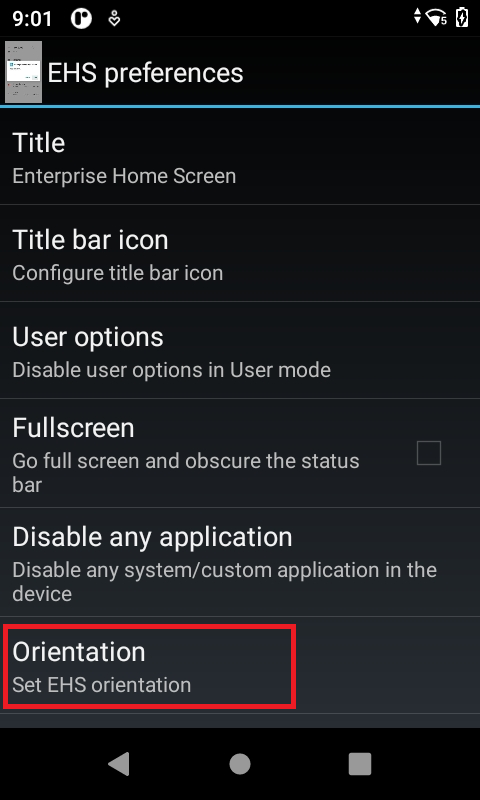 9:01
5
EHS preferences
Title
Enterprise Home Screen
Title bar icon
Configure title bar icon
User options
Disable user options in User mode
Fullscreen
Go full screen and obscure the status
bar
Disable any application
Disable any system/custom application in the
device
Orientation
Set EHS orientation